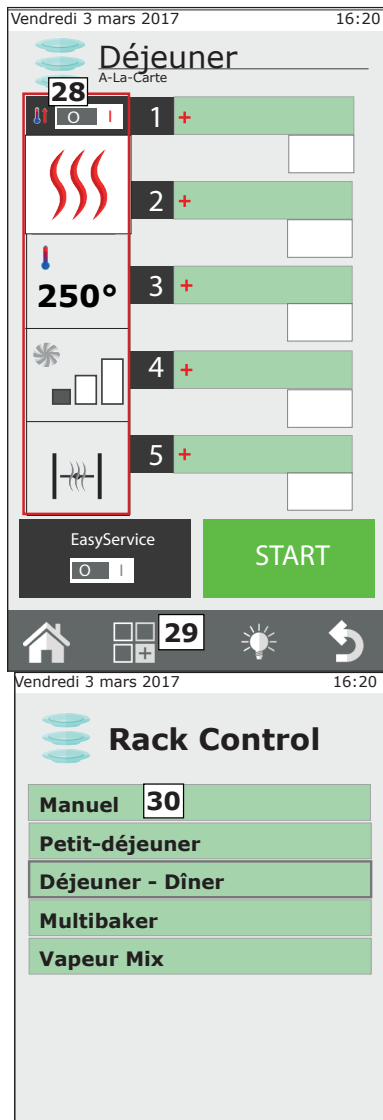 Vendredi 3 mars 2017 16:20
Déjeuner
A-La-Carte
28
O I
1 +
2 +
250°
3 +
4 +
5 +
EasyService
O I
START
29
Vendredi 3 mars 2017 16:20
Rack Control
Manuel 30
Petit-déjeuner
Déjeuner - Dîner
Multibaker
Vapeur Mix